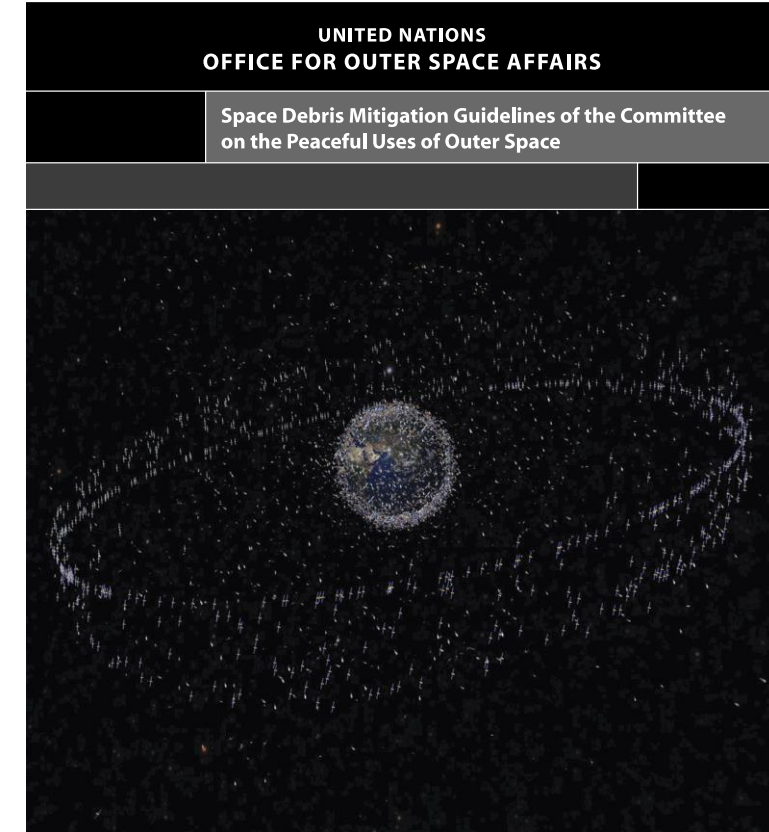 UNITED NATIONS
OFFICE FOR OUTER SPACE AFFAIRS
Space Debris Mitigation Guidelines of the Committee
on the Peaceful Uses of Outer Space